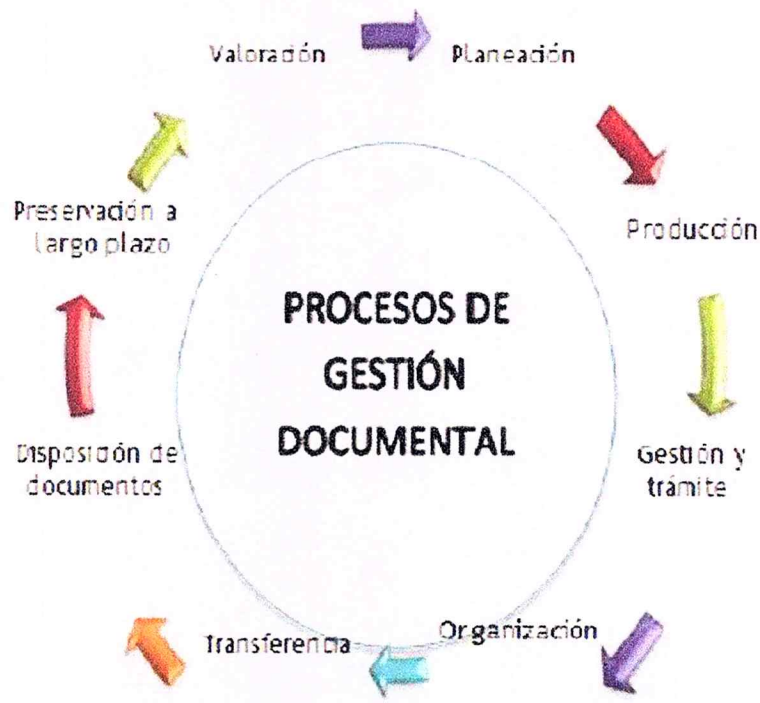 Valoración
Planeación
Producción
Gestión y
trámite
Organización
Transferencia
Disposición de
documentos
Preservación a
largo plazo
PROCESOS DE
GESTIÓN
DOCUMENTAL